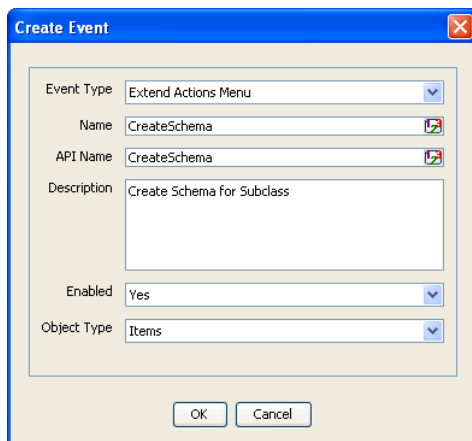 Create Event
Event Type Extend Actions Menu
Name CreateSchema
API Name CreateSchema
Description Create Schema for Subclass
Enabled Yes
Object Type Items
OK Cancel